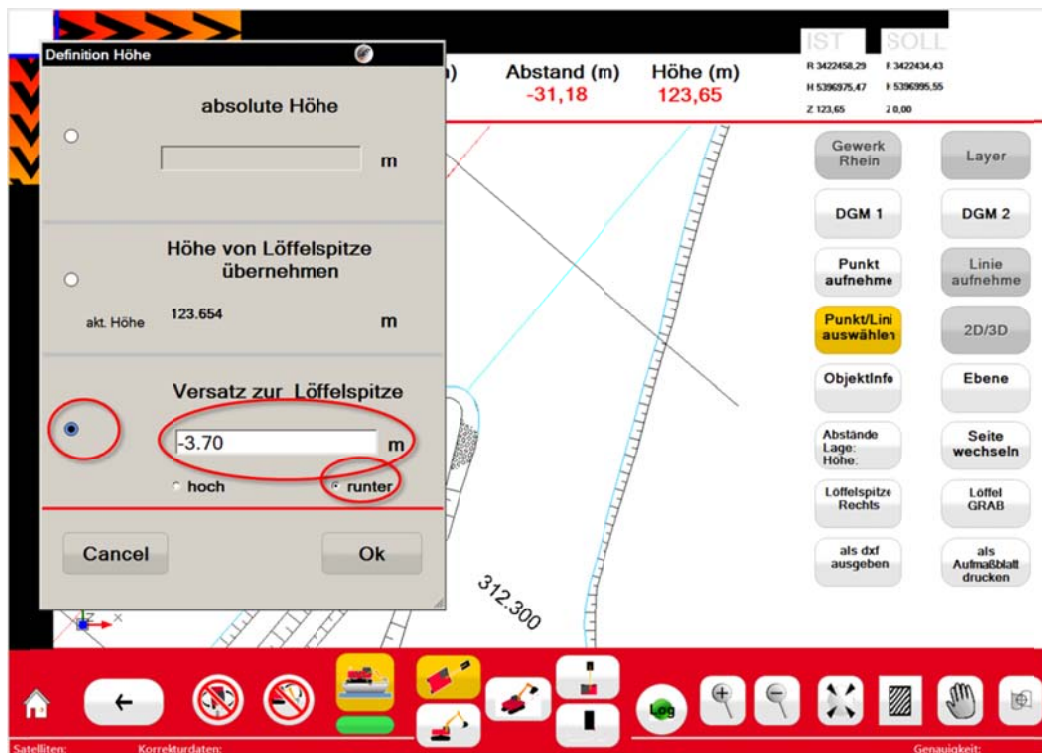 Definition Höhe
absolute Höhe
m
Höhe von Löffelspitze
übernehmen
akt. Höhe 123.654 m
Versatz zur Löffelspitze
-3.70 m
hoch runter
Cancel Ok
Abstand (m) Höhe (m)
-31,18 123,65
IST SOLL
R 3422458,29 3422434,43
H 5396975,47 5396995,55
Z 123,65 0,00
Gewerk
Rhein
Layer
DGM 1
DGM 2
Punkt
aufnehme
Linie
aufnehme
Punkt/Lini
auswählen
2D/3D
ObjektInfo
Ebene
Abstände
Lage:
Höhe:
Seite
wechseln
Löffelspitze
Rechts
Löffel
GRAB
als dxf
ausgeben
als
Aufmaßblatt
drucken
312.300
Z X
Log
Satelliten: Korrekturdaten: Genauigkeit: